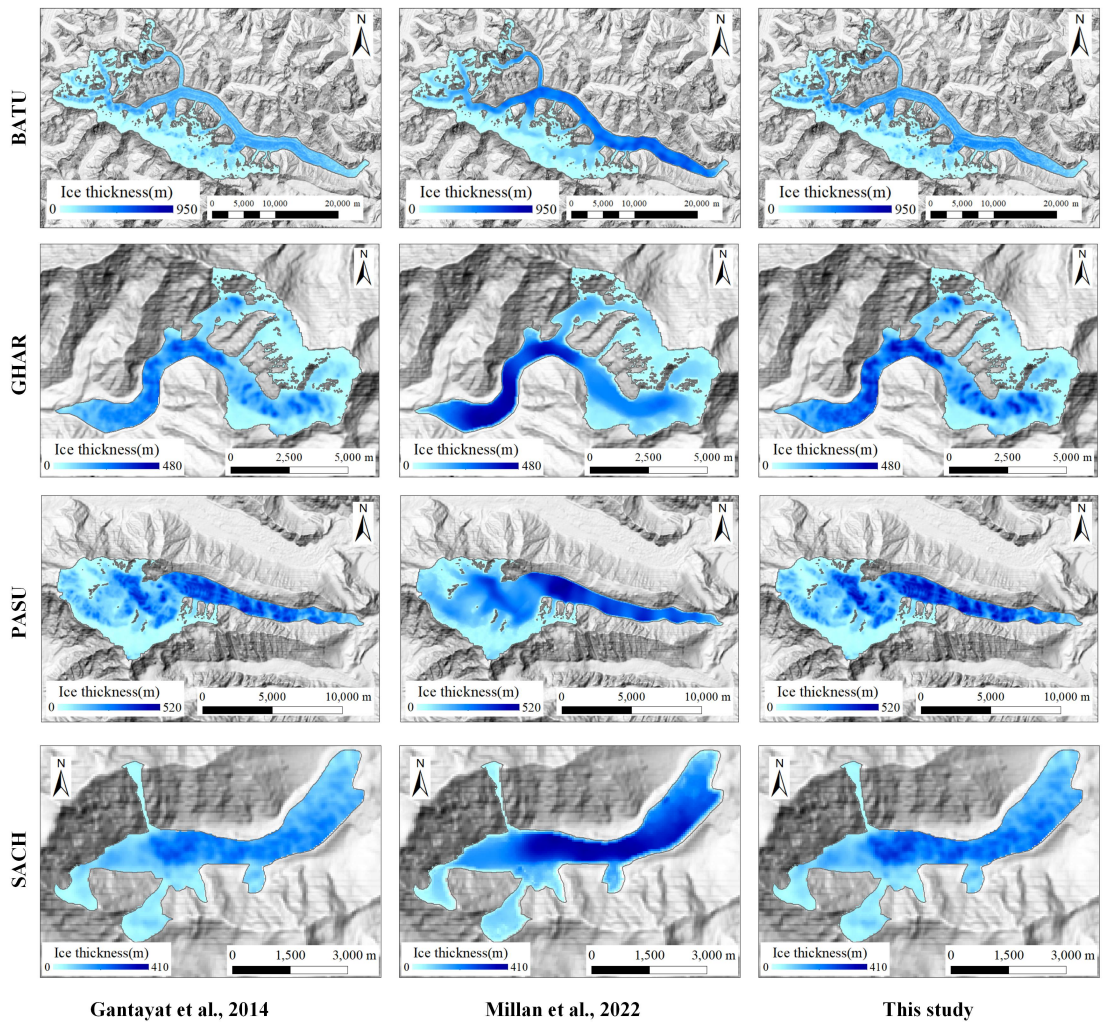 BATU
N
Ice thickness(m)
0 950
0 5,000 10,000 20,000 m
N
Ice thickness(m)
0 950
0 5,000 10,000 20,000 m
N
Ice thickness(m)
0 950
0 5,000 10,000 20,000 m
GHAR
N
Ice thickness(m)
0 480
0 2,500 5,000 m
N
Ice thickness(m)
0 480
0 2,500 5,000 m
N
Ice thickness(m)
0 480
0 2,500 5,000 m
PASU
N
Ice thickness(m)
0 520
0 5,000 10,000 m
N
Ice thickness(m)
0 520
0 5,000 10,000 m
N
Ice thickness(m)
0 520
0 5,000 10,000 m
SACH
N
Ice thickness(m)
0 410
0 1,500 3,000 m
N
Ice thickness(m)
0 410
0 1,500 3,000 m
N
Ice thickness(m)
0 410
0 1,500 3,000 m
Gantayat et al., 2014
Millan et al., 2022
This study